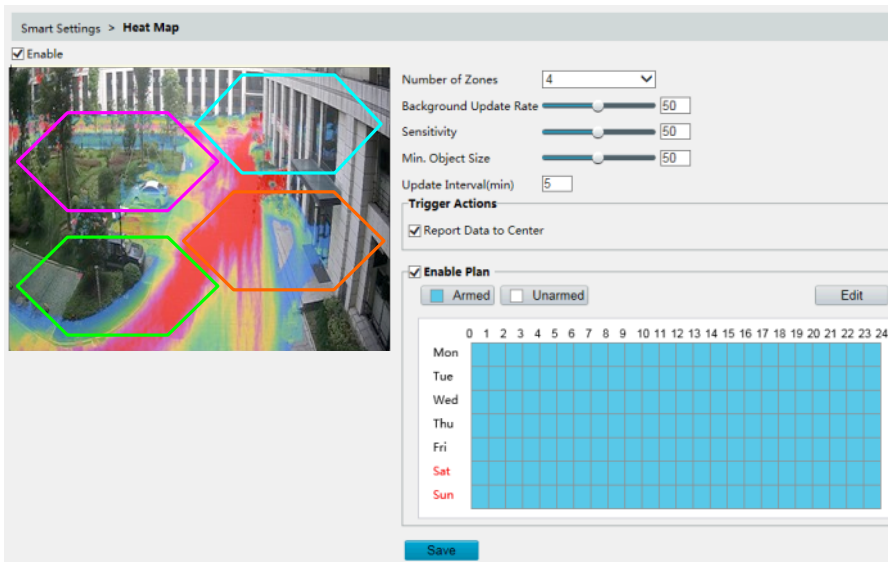 Smart Settings > Heat Map
Enable
Number of Zones 4
Background Update Rate 50
Sensitivity 50
Min. Object Size 50
Update Interval(min) 5
Trigger Actions
Report Data to Center
Enable Plan
Armed Unarmed Edit
0 1 2 3 4 5 6 7 8 9 10 11 12 13 14 15 16 17 18 19 20 21 22 23 24
Mon
Tue
Wed
Thu
Fri
Sat
Sun
Save